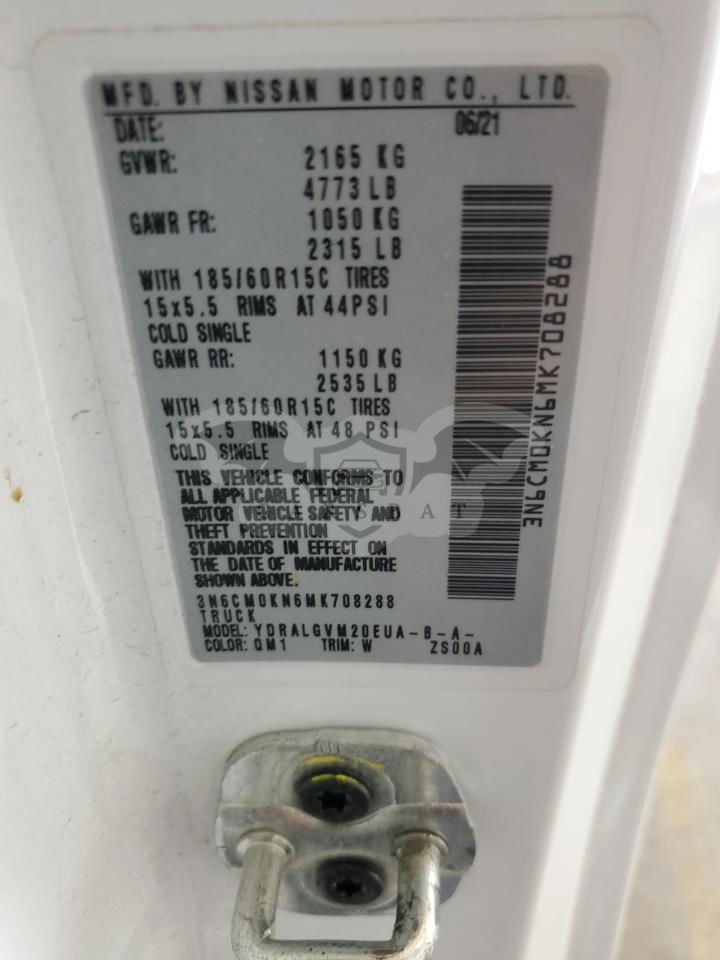 MFD. BY NISSAN MOTOR CO., LTD.
DATE: 06/21
GVWR: 2165 KG
4773 LB
GAWR FR: 1050 KG
2315 LB
WITH 185/60R15C TIRES
15x5.5 RIMS AT 44PSI
COLD SINGLE
GAWR RR: 1150 KG
2535 LB
WITH 185/60R15C TIRES
15x5.5 RIMS AT 48 PSI
COLD SINGLE
THIS VEHICLE CONFORMS TO
ALL APPLICABLE FEDERAL
MOTOR VEHICLE SAFETY AND
THEFT PREVENTION
STANDARDS IN EFFECT ON
THE DATE OF MANUFACTURE
SHOWN ABOVE.
3N6CM0KN6MK708288
TRUCK
MODEL: YDRALGVM20EUA-B-A-
COLOR: QM1 TRIM: W ZS00A
3N6CM0KN6MK708288